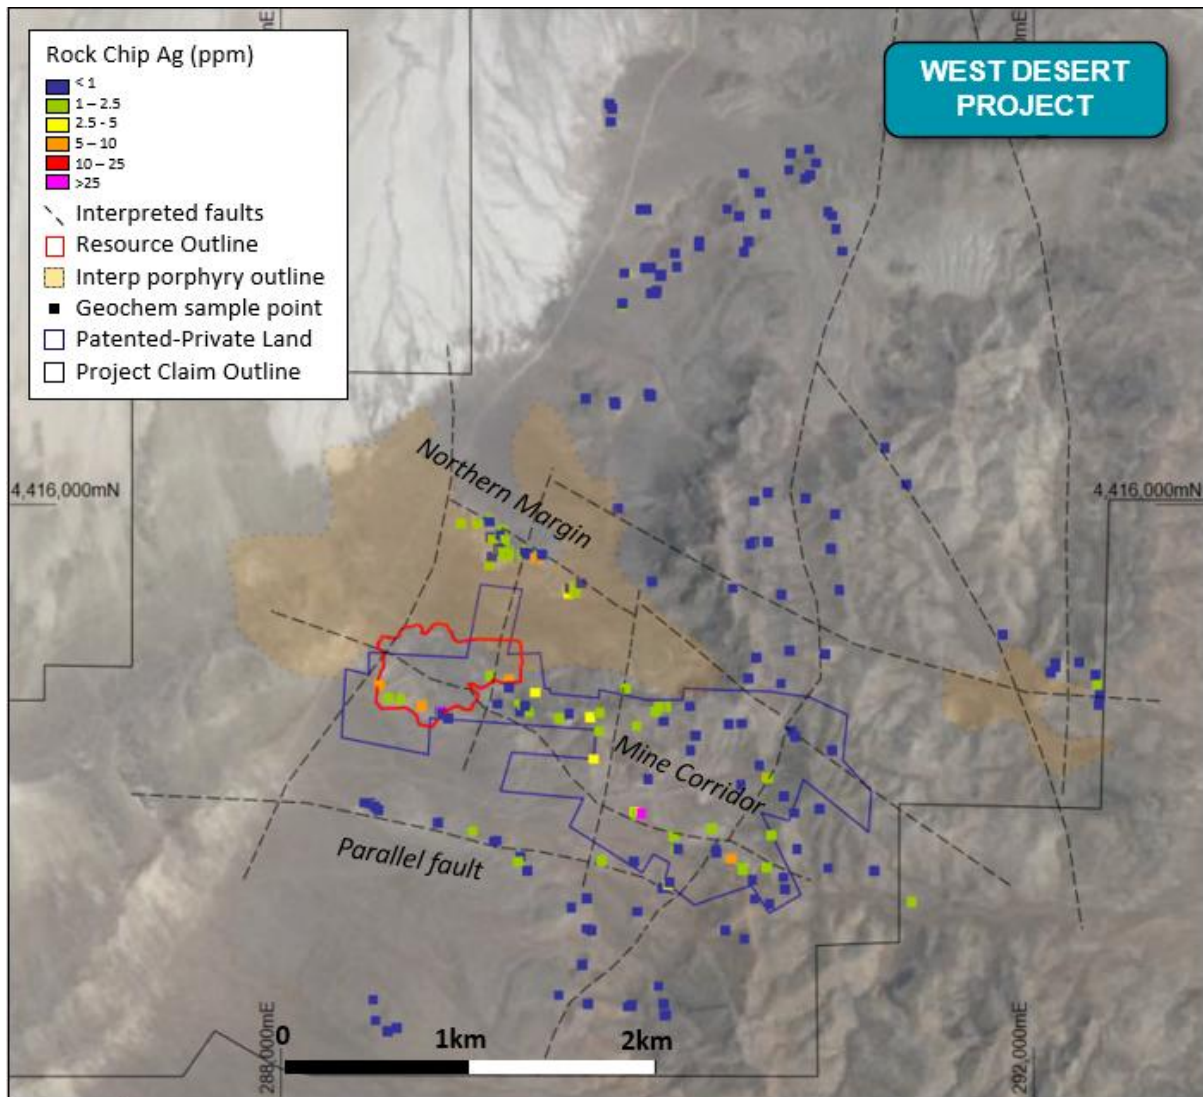 Rock Chip Ag (ppm)
< 1
1 – 2.5
2.5 - 5
5 – 10
10 – 25
>25
Interpreted faults
Resource Outline
Interp porphyry outline
Geochem sample point
Patented-Private Land
Project Claim Outline
WEST DESERT
PROJECT
4,416,000mN
4,416,000mN
Northern Margin
Mine Corridor
Parallel fault
0
1km
2km
288,000mE
292,000mE